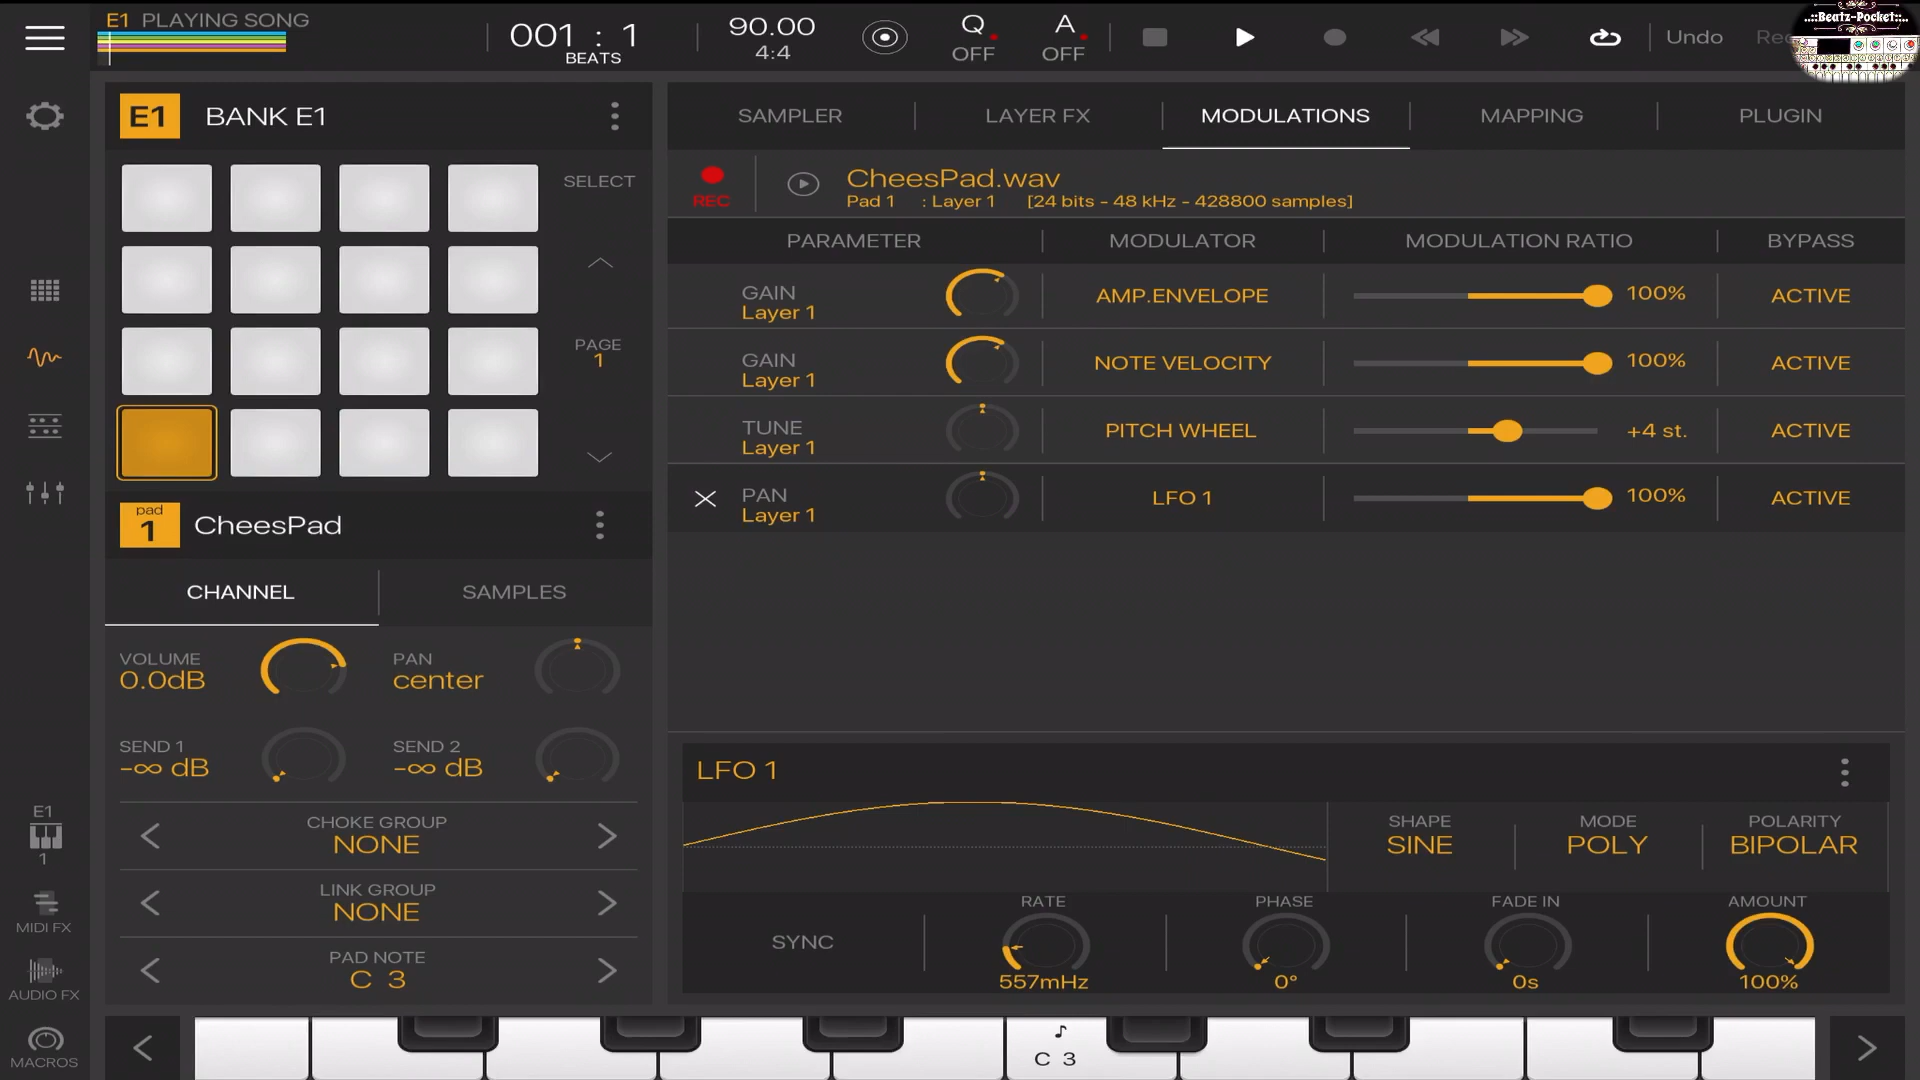 E1 PLAYING SONG
001 : 1
BEATS
90.00
4:4
Q
OFF
A
OFF
Undo
..::Beatz-Pocket::..
E1 BANK E1
SELECT
PAGE
1
pad
1
CheesPad
CHANNEL
SAMPLES
VOLUME
0.0dB
PAN
center
SEND 1
-∞ dB
SEND 2
-∞ dB
CHOKE GROUP
NONE
LINK GROUP
NONE
PAD NOTE
C 3
E1
1
MIDI FX
AUDIO FX
MACROS
SAMPLER
LAYER FX
MODULATIONS
MAPPING
PLUGIN
REC
CheesPad.wav
Pad 1 : Layer 1 [24 bits - 48 kHz - 428800 samples]
PARAMETER
MODULATOR
MODULATION RATIO
BYPASS
GAIN
Layer 1
AMP.ENVELOPE
100%
ACTIVE
GAIN
Layer 1
NOTE VELOCITY
100%
ACTIVE
TUNE
Layer 1
PITCH WHEEL
+4 st.
ACTIVE
PAN
Layer 1
LFO 1
100%
ACTIVE
LFO 1
SHAPE
SINE
MODE
POLY
POLARITY
BIPOLAR
SYNC
RATE
557mHz
PHASE
0°
FADE IN
0s
AMOUNT
100%
C 3